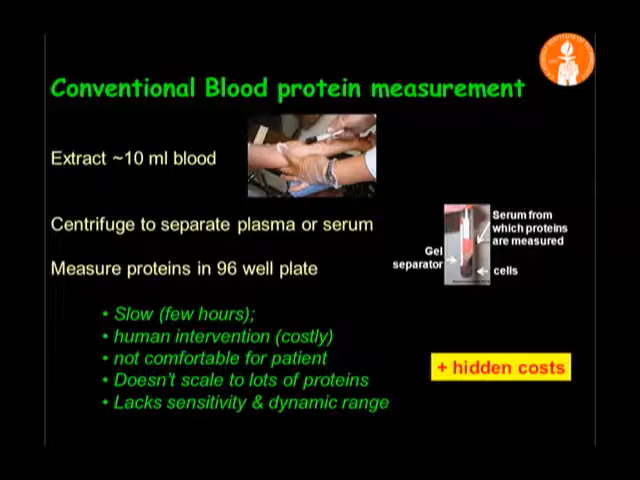 Conventional Blood protein measurement
Extract ~10 ml blood
Centrifuge to separate plasma or serum
Measure proteins in 96 well plate
Serum from
which proteins
are measured
Gel
separator
cells
• Slow (few hours);
• human intervention (costly)
• not comfortable for patient
• Doesn't scale to lots of proteins
• Lacks sensitivity & dynamic range
+ hidden costs